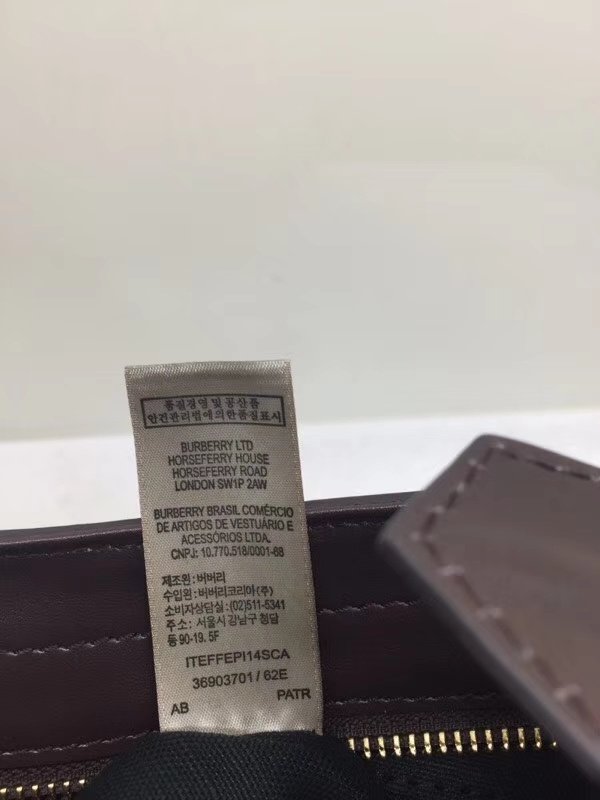 품질경영 및 공산품
안전관리법에의한품질표시
BURBERRY LTD
HORSEFERRY HOUSE
HORSEFERRY ROAD
LONDON SW1P 2AW
BURBERRY BRASIL COMÉRCIO
DE ARTIGOS DE VESTUÁRIO E
ACESSÓRIOS LTDA.
CNPJ: 10.770.518/0001-68
제조원: 버버리
수입원: 버버리코리아(주)
소비자상담실: (02)511-5341
주소: 서울시 강남구 청담
동 90-19. 5F
ITEFFEPI14SCA
36903701 / 62E
AB PATR